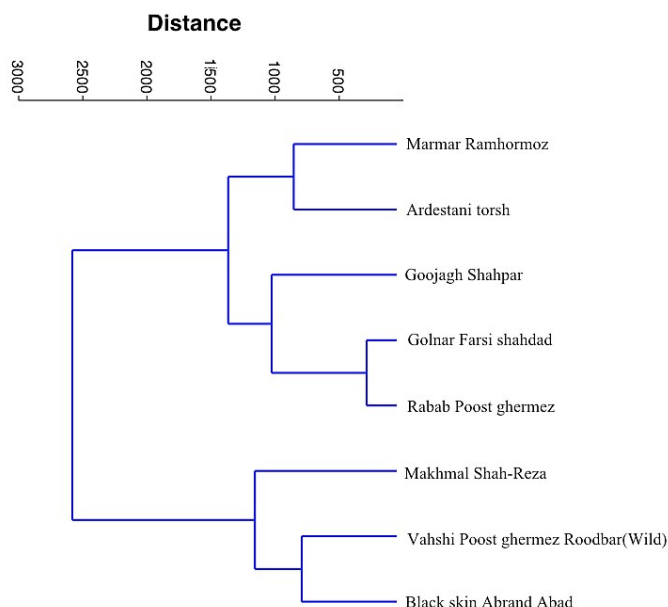 Distance
3000 2500 2000 1500 1000 500
Marmar Ramhormoz
Ardestani torsh
Goojagh Shahpar
Golnar Farsi shahdad
Rabab Poost ghermez
Makhmal Shah-Reza
Vahshi Poost ghermez Roodbar(Wild)
Black skin Abrand Abad